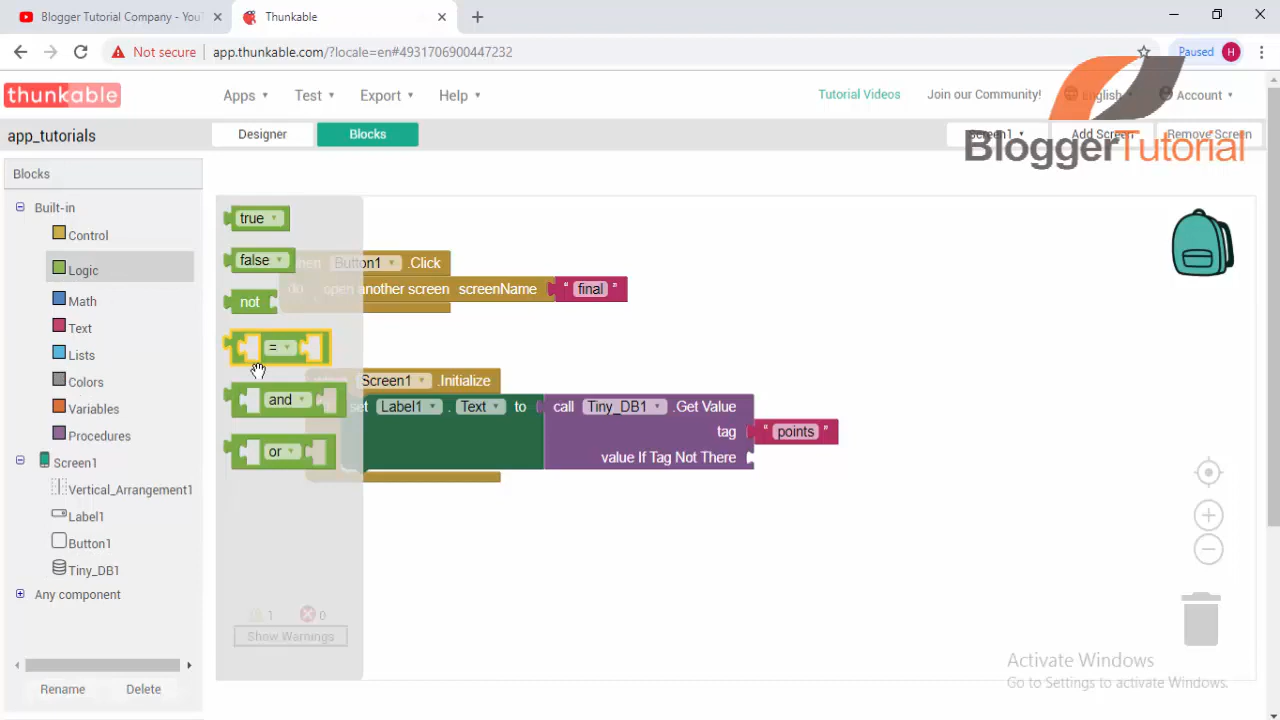 Blogger Tutorial Company - YouT
Thunkable
Not secure
app.thunkable.com/?locale=en#4931706900447232
Paused
H
thunkable
Apps
Test
Export
Help
Tutorial Videos
Join our Community!
English
Account
app_tutorials
Designer
Blocks
Screen1
Add Screen
Remove Screen
BloggerTutorial
Blocks
Built-in
Control
Logic
Math
Text
Lists
Colors
Variables
Procedures
Screen1
Vertical_Arrangement1
Label1
Button1
Tiny_DB1
Any component
Rename
Delete
true
false
not
=
and
or
1
0
Show Warnings
Button1 .Click
do open another screen screenName “ final ”
Screen1 .Initialize
set Label1 . Text to call Tiny_DB1 .Get Value
tag “ points ”
value If Tag Not There
Activate Windows
Go to Settings to activate Windows.